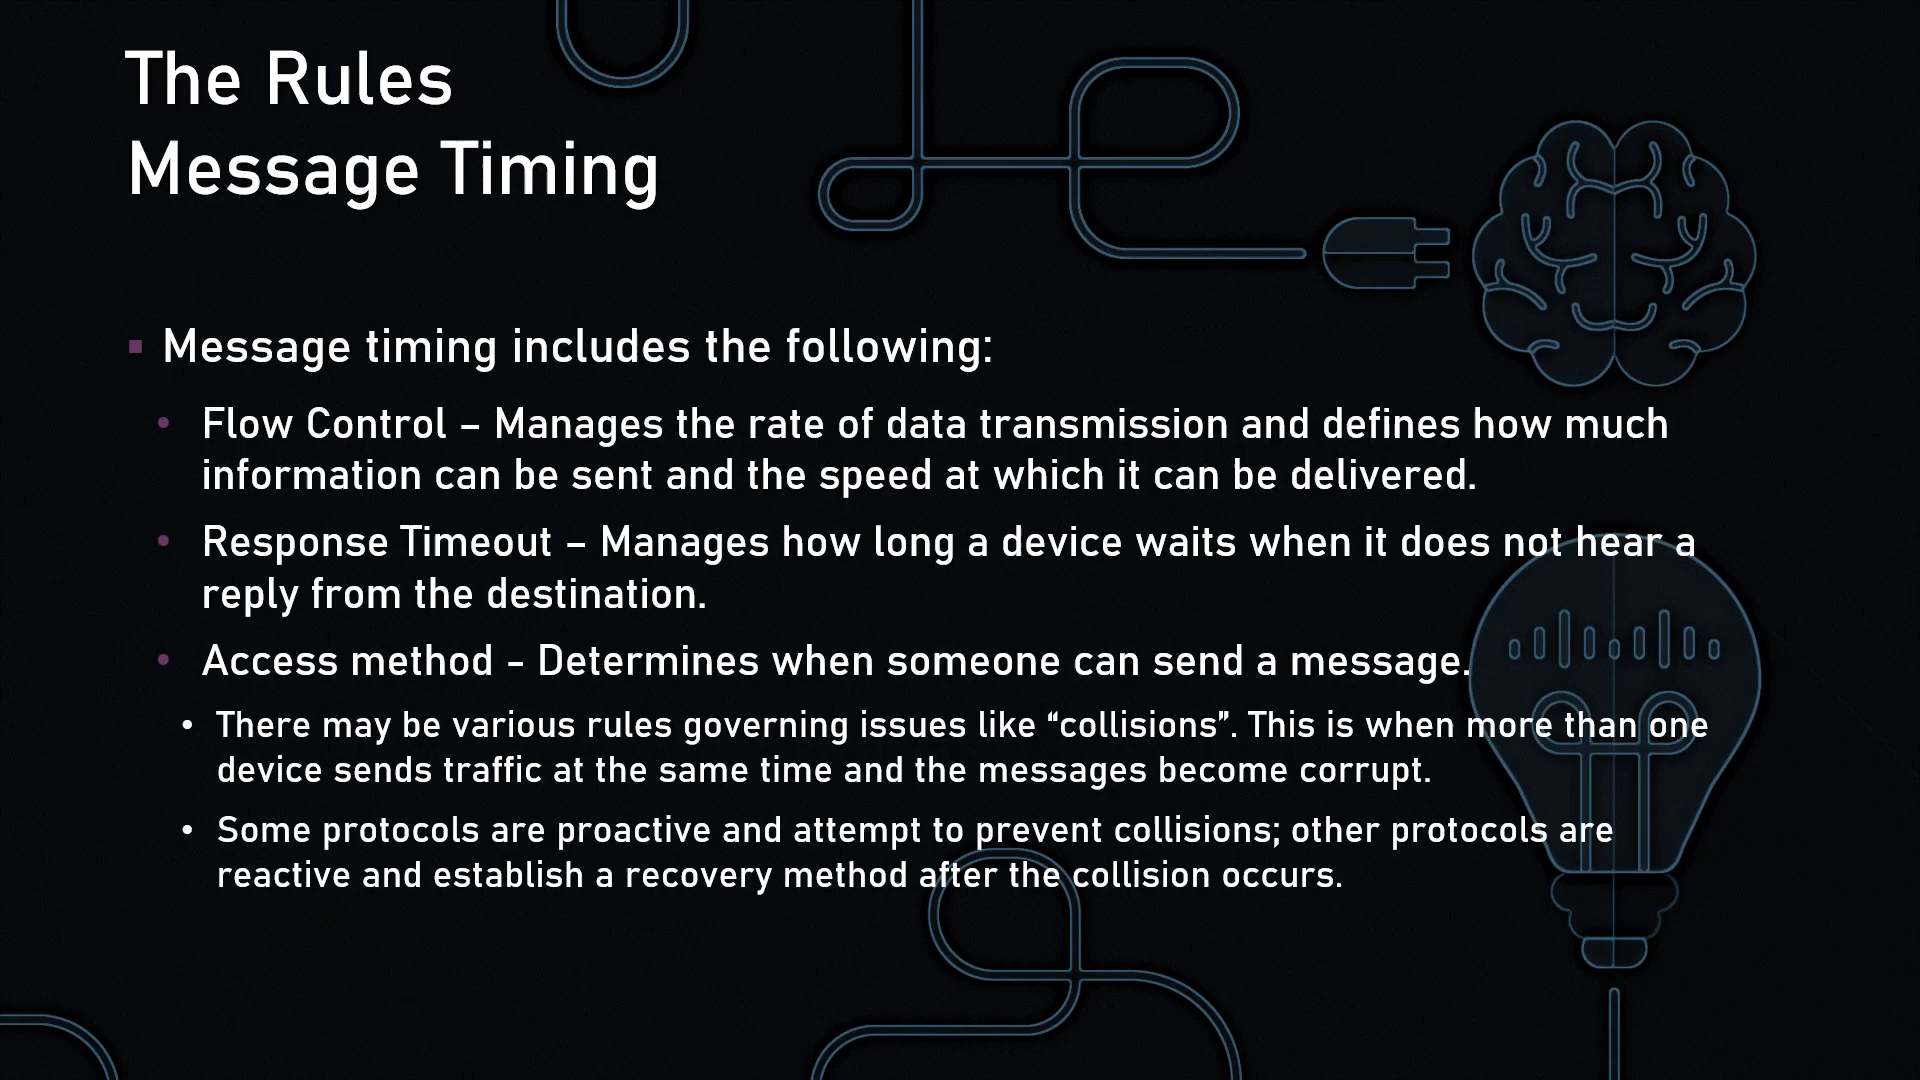 The Rules
Message Timing
▪ Message timing includes the following:
• Flow Control – Manages the rate of data transmission and defines how much
information can be sent and the speed at which it can be delivered.
• Response Timeout – Manages how long a device waits when it does not hear a
reply from the destination.
• Access method - Determines when someone can send a message.
• There may be various rules governing issues like “collisions”. This is when more than one
device sends traffic at the same time and the messages become corrupt.
• Some protocols are proactive and attempt to prevent collisions; other protocols are
reactive and establish a recovery method after the collision occurs.